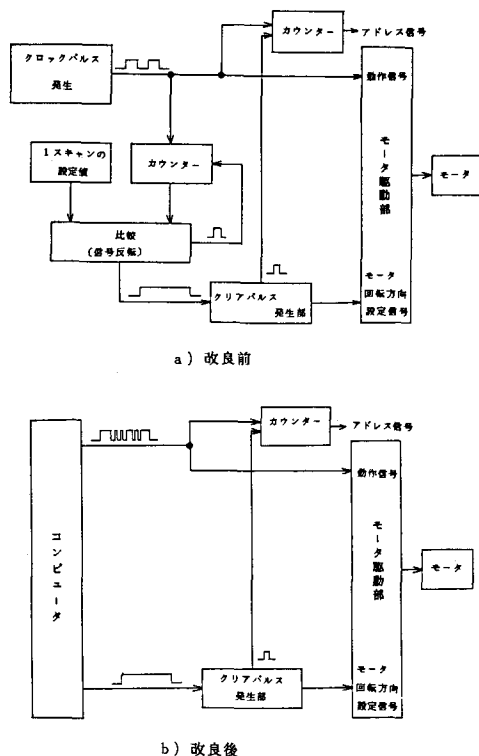 カウンター
アドレス信号
クロックパルス
発生
動作信号
1スキャンの
設定値
カウンター
モータ駆動部
モータ
比較
(信号反転)
クリアパルス
発生部
モータ
回転方向
設定信号
a) 改良前
カウンター
アドレス信号
動作信号
コンピュータ
モータ駆動部
モータ
クリアパルス
発生部
モータ
回転方向
設定信号
b) 改良後